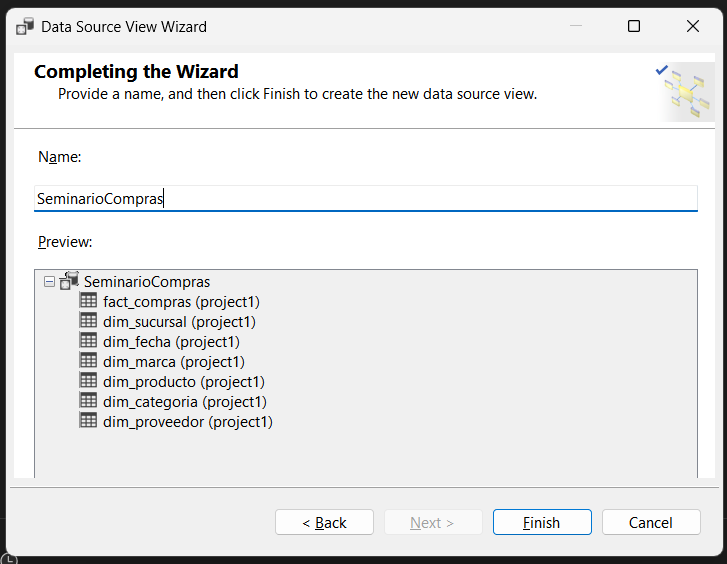 Data Source View Wizard
Completing the Wizard
Provide a name, and then click Finish to create the new data source view.
Name:
SeminarioCompras
Preview:
SeminarioCompras
fact_compras (project1)
dim_sucursal (project1)
dim_fecha (project1)
dim_marca (project1)
dim_producto (project1)
dim_categoria (project1)
dim_proveedor (project1)
< Back
Next >
Finish
Cancel